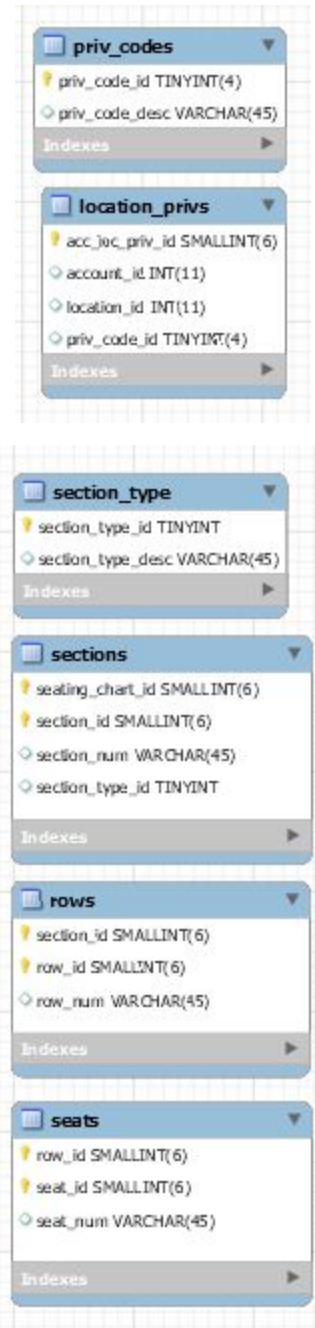 priv_codes
priv_code_id TINYINT(4)
priv_code_desc VARCHAR(45)
Indexes
location_privs
acc_loc_priv_id SMALLINT(6)
account_id INT(11)
location_id INT(11)
priv_code_id TINYINT(4)
Indexes
section_type
section_type_id TINYINT
section_type_desc VARCHAR(45)
Indexes
sections
seating_chart_id SMALLINT(6)
section_id SMALLINT(6)
section_num VARCHAR(45)
section_type_id TINYINT
Indexes
rows
section_id SMALLINT(6)
row_id SMALLINT(6)
row_num VARCHAR(45)
Indexes
seats
row_id SMALLINT(6)
seat_id SMALLINT(6)
seat_num VARCHAR(45)
Indexes